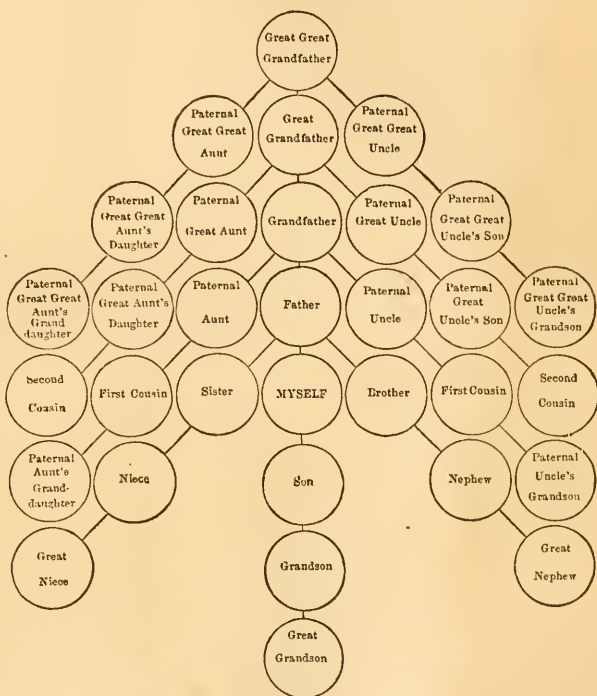 Great Great
Grandfather
Paternal
Great Great
Aunt
Great
Grandfather
Paternal
Great Great
Uncle
Paternal
Great Great
Aunt's
Daughter
Paternal
Great Aunt
Grandfather
Paternal
Great Uncle
Paternal
Great Great
Uncle's Son
Paternal
Great Great
Aunt's
Grand
daughter
Paternal
Great Aunt's
Daughter
Paternal
Aunt
Father
Paternal
Uncle
Paternal
Great
Uncle's Son
Paternal
Great Great
Uncle's
Grandson
Second
Cousin
First Cousin
Sister
MYSELF
Brother
First Cousin
Second
Cousin
Paternal
Aunt's
Grand-
daughter
Niece
Son
Nephew
Paternal
Uncle's
Grandson
Great
Niece
Grandson
Great
Nephew
Great
Grandson